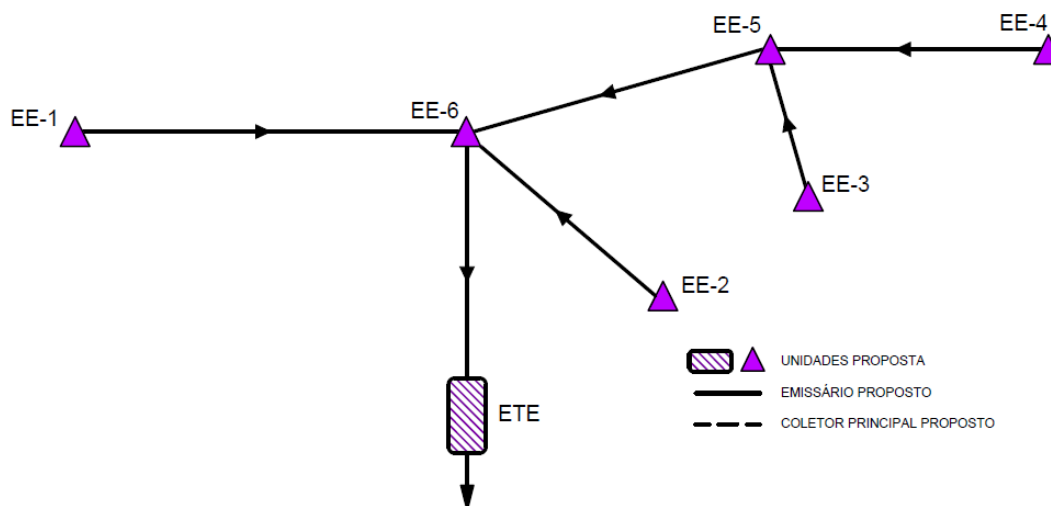 EE-5
EE-4
EE-1
EE-6
EE-3
EE-2
ETE
UNIDADES PROPOSTA
EMISSÁRIO PROPOSTO
COLETOR PRINCIPAL PROPOSTO